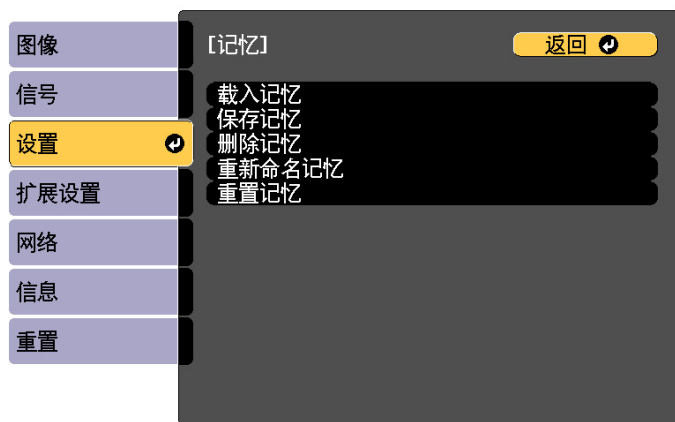 图像
信号
设置
扩展设置
网络
信息
重置
[记忆]
返回
载入记忆
保存记忆
删除记忆
重新命名记忆
重置记忆